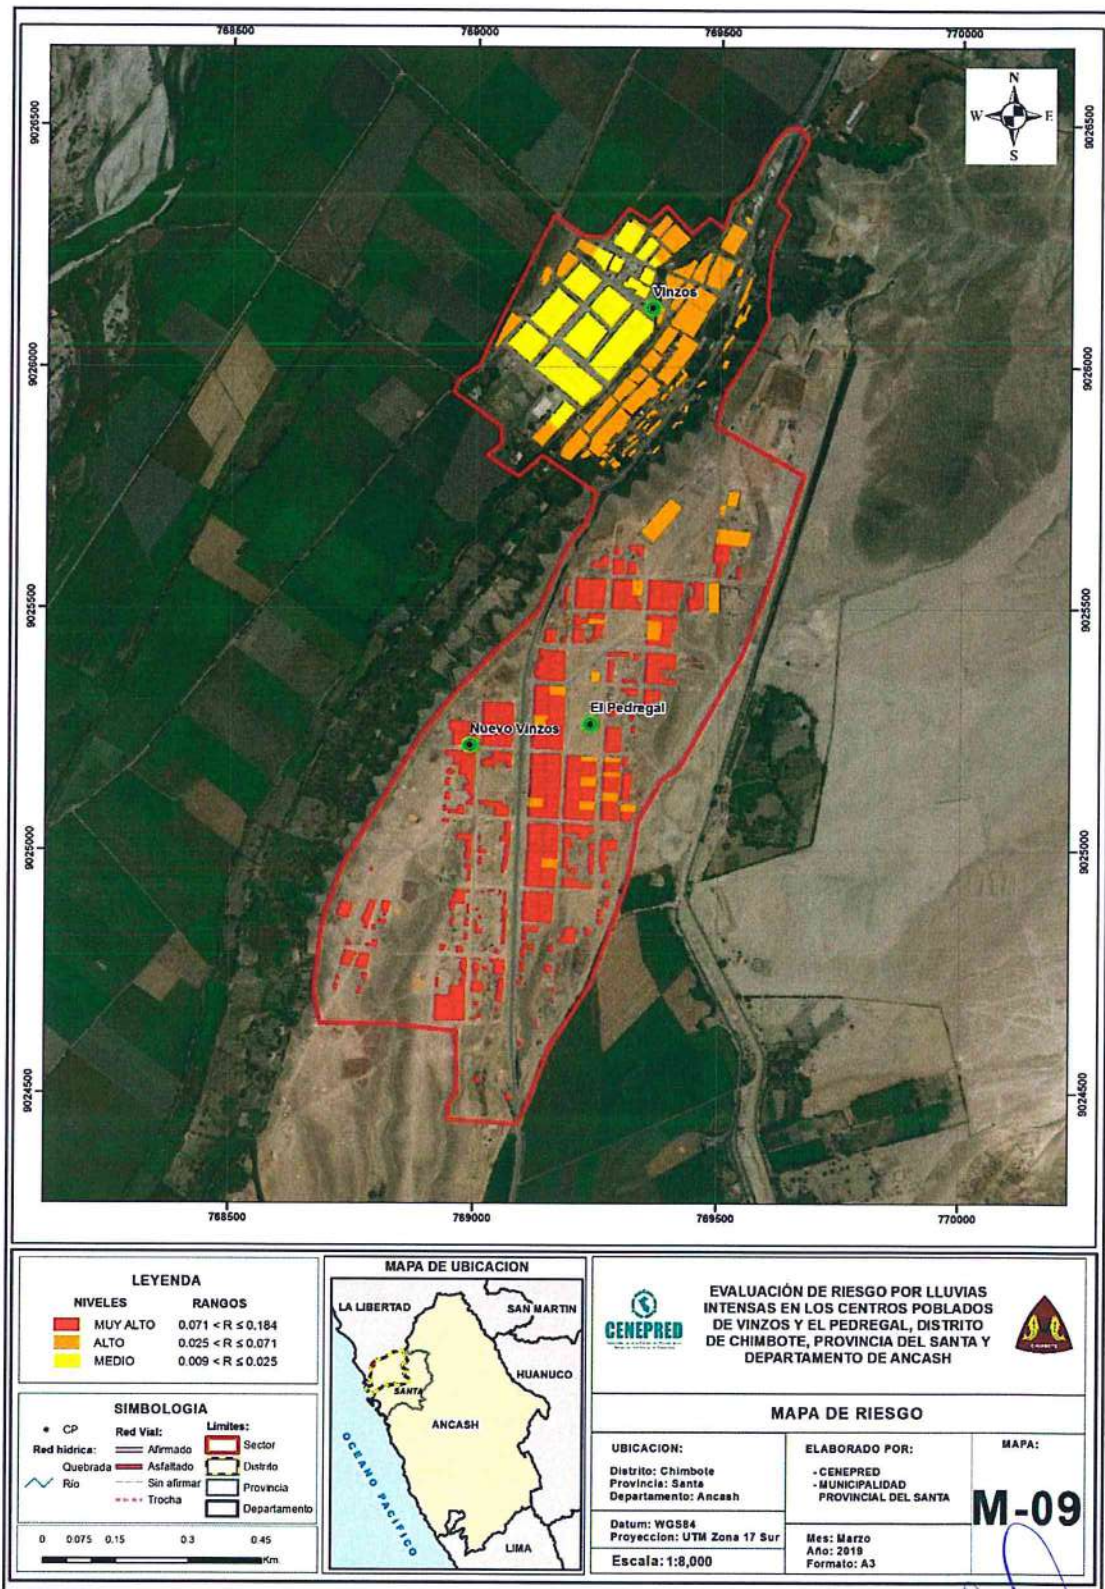 768500
769000
769500
770000
9026500
9026500
N
W
E
S
Vinzos
9026000
9026000
9025500
9025500
El Pedregal
Nuevo Vinzos
9025000
9025000
9024500
9024500
768500
769000
769500
770000
LEYENDA
NIVELES RANGOS
MUY ALTO 0.071 < R ≤ 0.184
ALTO 0.025 < R ≤ 0.071
MEDIO 0.009 < R ≤ 0.025
SIMBOLOGIA
CP
Red hídrica:
Quebrada
Río
Red Vial:
Afirmado
Asfaltado
Sin afirmar
Trocha
Limites:
Sector
Distrito
Provincia
Departamento
0 0.075 0.15 0.3 0.45
Km
MAPA DE UBICACION
LA LIBERTAD
SAN MARTIN
HUANUCO
SANTA
ANCASH
OCEANO PACIFICO
LIMA
CENEPRED
EVALUACIÓN DE RIESGO POR LLUVIAS
INTENSAS EN LOS CENTROS POBLADOS
DE VINZOS Y EL PEDREGAL, DISTRITO
DE CHIMBOTE, PROVINCIA DEL SANTA Y
DEPARTAMENTO DE ANCASH
CHIMBOTE
MAPA DE RIESGO
UBICACION:
Distrito: Chimbote
Provincia: Santa
Departamento: Ancash
Datum: WGS84
Proyeccion: UTM Zona 17 Sur
Escala: 1:8,000
ELABORADO POR:
- CENEPRED
- MUNICIPALIDAD
PROVINCIAL DEL SANTA
Mes: Marzo
Año: 2019
Formato: A3
MAPA:
M-09